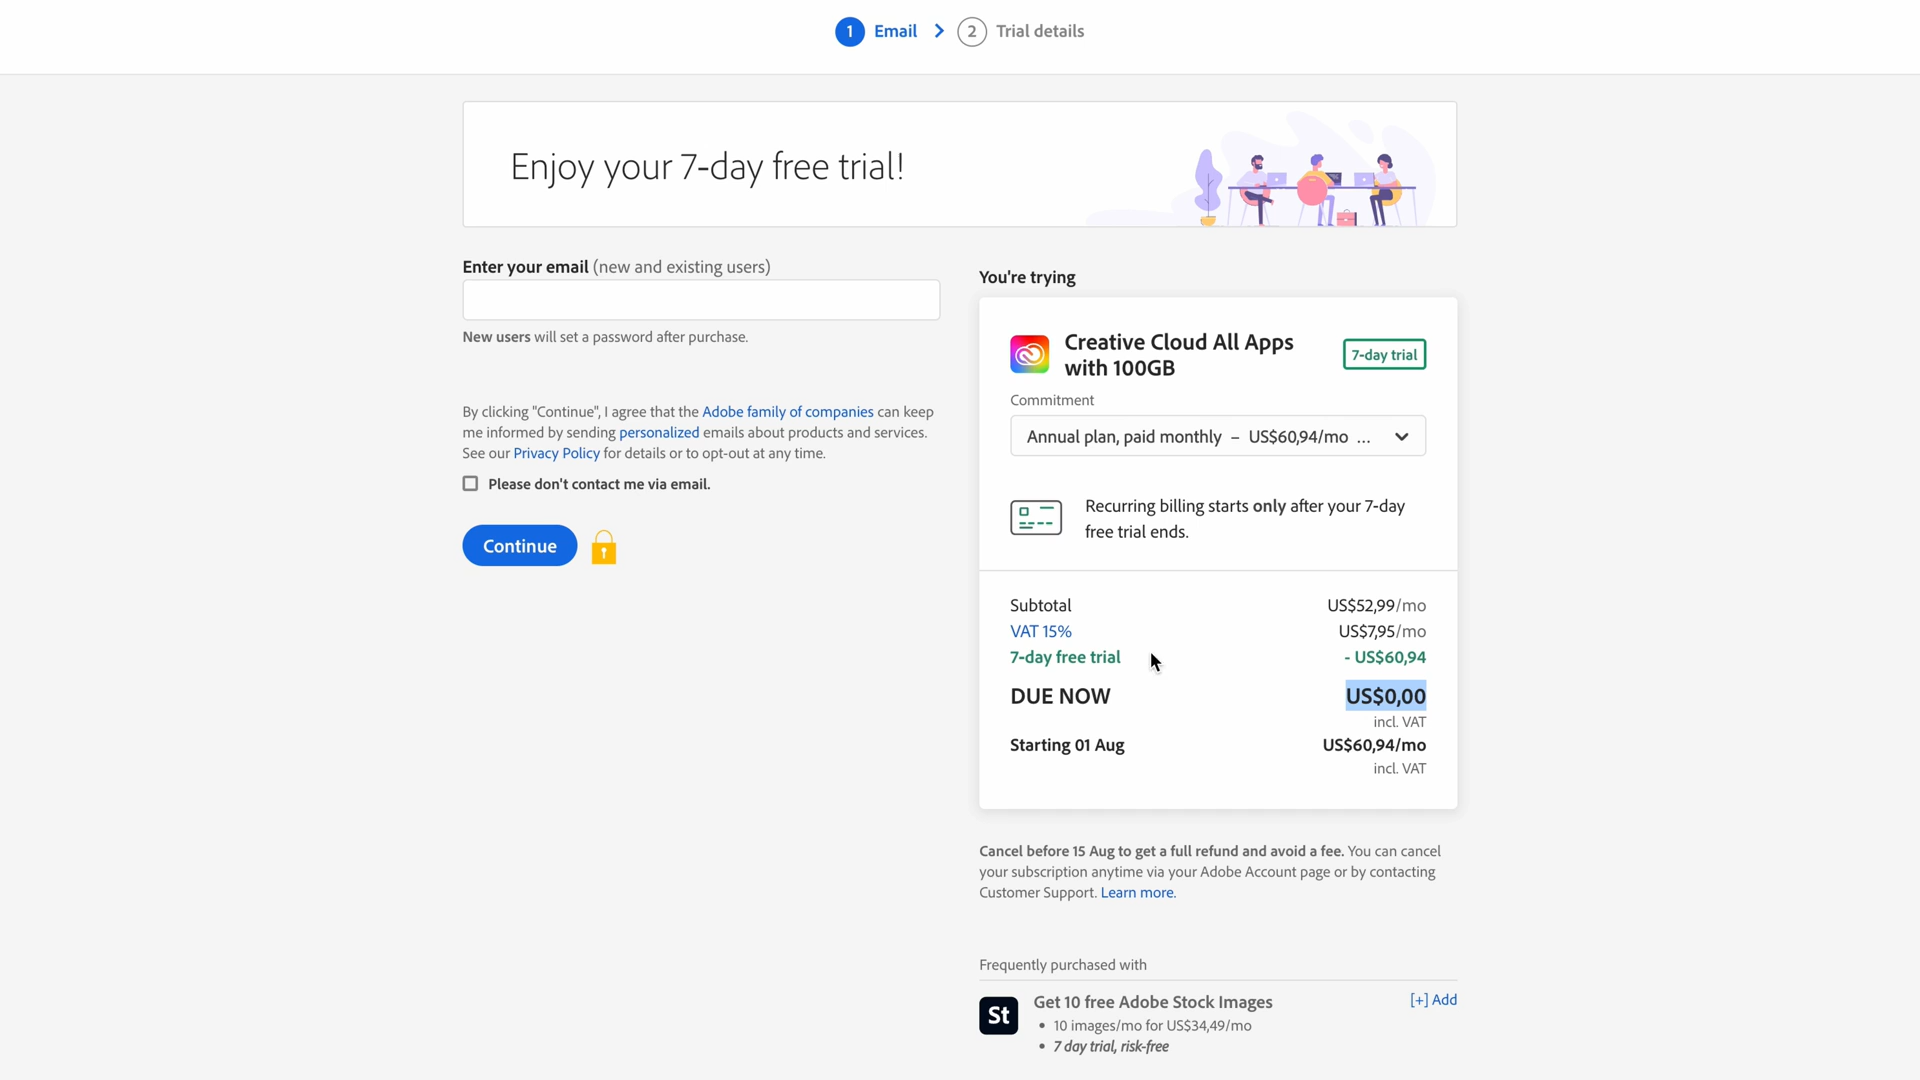 1 Email 2 Trial details
Enjoy your 7-day free trial!
Enter your email (new and existing users)
New users will set a password after purchase.
By clicking "Continue", I agree that the Adobe family of companies can keep
me informed by sending personalized emails about products and services.
See our Privacy Policy for details or to opt-out at any time.
Please don't contact me via email.
Continue
You're trying
Creative Cloud All Apps
with 100GB
7-day trial
Commitment
Annual plan, paid monthly – US$60,94/mo ...
Recurring billing starts only after your 7-day
free trial ends.
Subtotal US$52,99/mo
VAT 15% US$7,95/mo
7-day free trial - US$60,94
DUE NOW US$0,00
incl. VAT
Starting 01 Aug US$60,94/mo
incl. VAT
Cancel before 15 Aug to get a full refund and avoid a fee. You can cancel
your subscription anytime via your Adobe Account page or by contacting
Customer Support. Learn more.
Frequently purchased with
St Get 10 free Adobe Stock Images [+] Add
• 10 images/mo for US$34,49/mo
• 7 day trial, risk-free